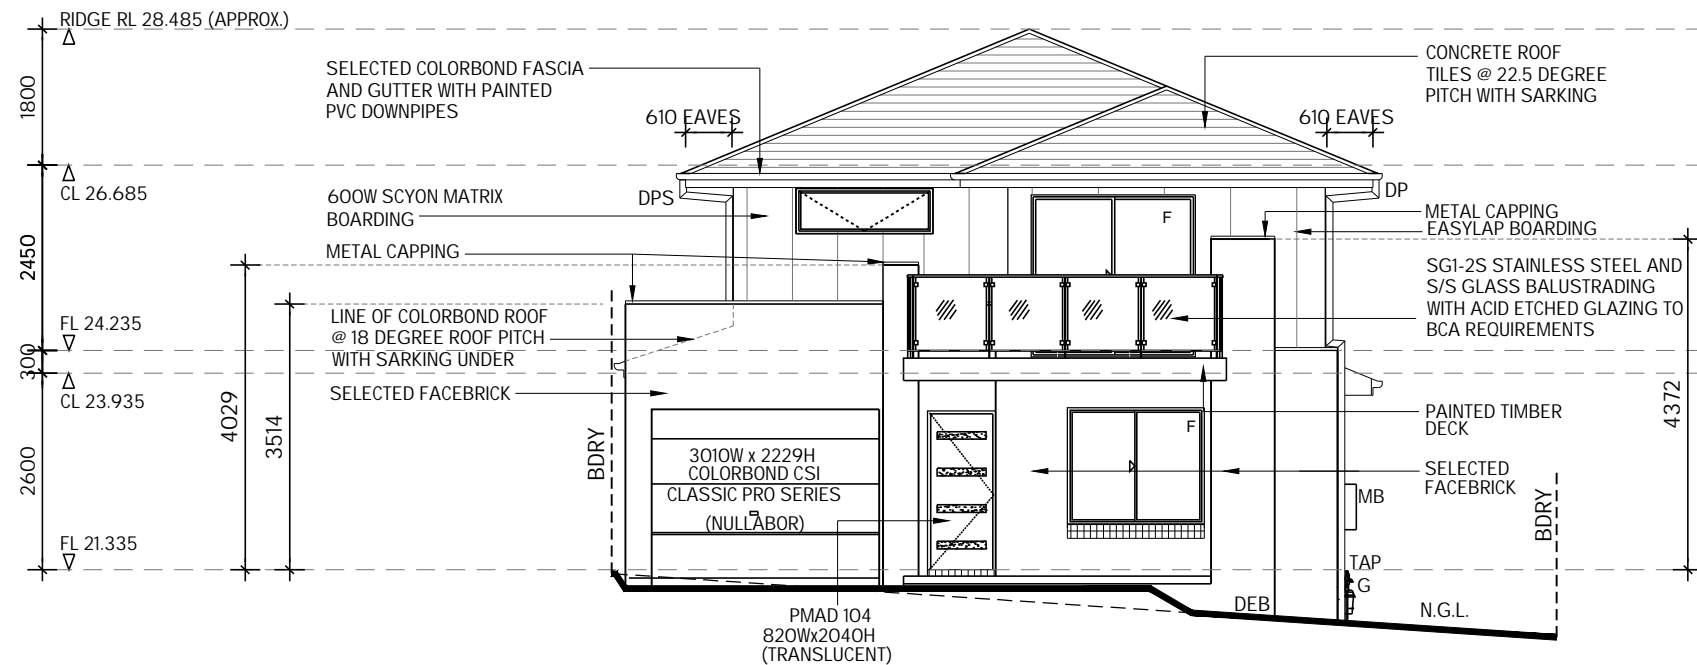 RIDGE RL 28.485 (APPROX.)
1800
CL 26.685
2450
FL 24.235
300
CL 23.935
2600
FL 21.335
4029
3514
SELECTED COLORBOND FASCIA
AND GUTTER WITH PAINTED
PVC DOWNPIPES
610 EAVES
DPS
600W SCYON MATRIX
BOARDING
METAL CAPPING
LINE OF COLORBOND ROOF
@ 18 DEGREE ROOF PITCH
WITH SARKING UNDER
SELECTED FACEBRICK
BDRY
3010W x 2229H
COLORBOND CSI
CLASSIC PRO SERIES
(NULLABOR)
PMAD 104
820Wx2040H
(TRANSLUCENT)
F
F
CONCRETE ROOF
TILES @ 22.5 DEGREE
PITCH WITH SARKING
610 EAVES
DP
METAL CAPPING
EASYLAP BOARDING
SG1-2S STAINLESS STEEL AND
S/S GLASS BALUSTRADING
WITH ACID ETCHED GLAZING TO
BCA REQUIREMENTS
4372
PAINTED TIMBER
DECK
SELECTED
FACEBRICK
MB
BDRY
TAP
G
DEB
N.G.L.